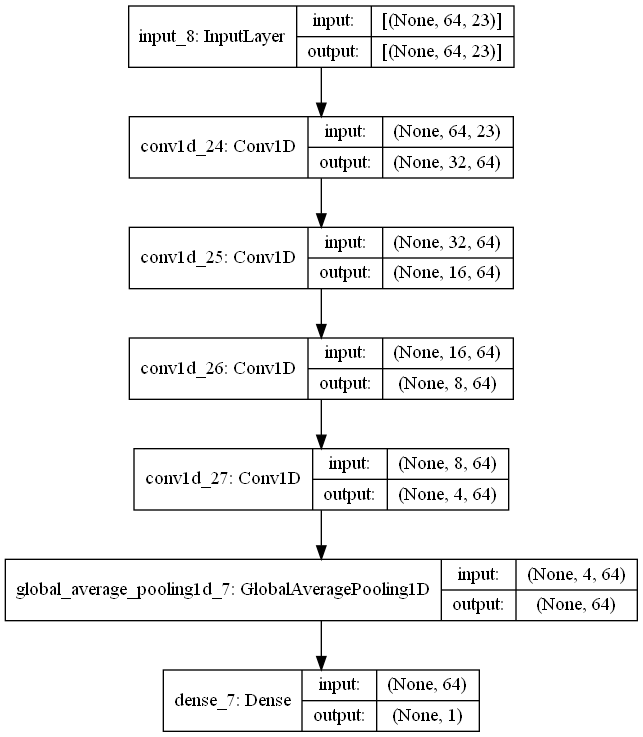 input_8: InputLayer
input: [(None, 64, 23)]
output: [(None, 64, 23)]
conv1d_24: Conv1D
input: (None, 64, 23)
output: (None, 32, 64)
conv1d_25: Conv1D
input: (None, 32, 64)
output: (None, 16, 64)
conv1d_26: Conv1D
input: (None, 16, 64)
output: (None, 8, 64)
conv1d_27: Conv1D
input: (None, 8, 64)
output: (None, 4, 64)
global_average_pooling1d_7: GlobalAveragePooling1D
input: (None, 4, 64)
output: (None, 64)
dense_7: Dense
input: (None, 64)
output: (None, 1)